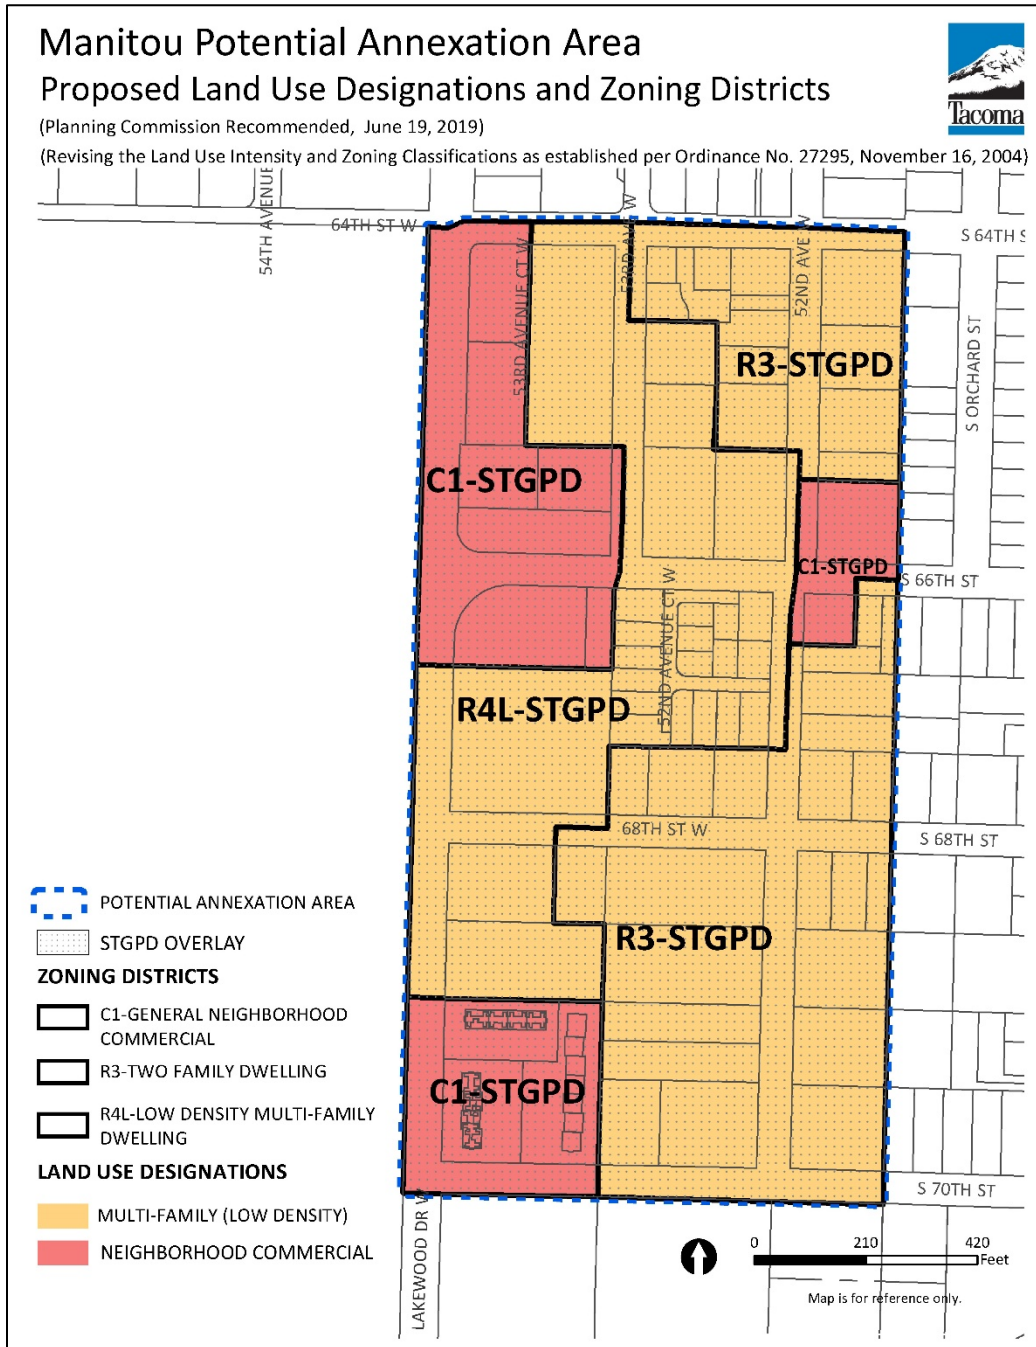 Manitou Potential Annexation Area
Proposed Land Use Designations and Zoning Districts
(Planning Commission Recommended, June 19, 2019)
(Revising the Land Use Intensity and Zoning Classifications as established per Ordinance No. 27295, November 16, 2004)
Tacoma
54TH AVENUE
64TH ST W
53RD AVENUE CT W
53RD AVE W
52ND AVE W
S 64TH S
S ORCHARD ST
R3-STGPD
C1-STGPD
C1-STGPD
S 66TH ST
52ND AVENUE CT W
R4L-STGPD
68TH ST W
S 68TH ST
R3-STGPD
C1-STGPD
S 70TH ST
LAKEWOOD DR W
POTENTIAL ANNEXATION AREA
STGPD OVERLAY
ZONING DISTRICTS
C1-GENERAL NEIGHBORHOOD
COMMERCIAL
R3-TWO FAMILY DWELLING
R4L-LOW DENSITY MULTI-FAMILY
DWELLING
LAND USE DESIGNATIONS
MULTI-FAMILY (LOW DENSITY)
NEIGHBORHOOD COMMERCIAL
0 210 420
Feet
Map is for reference only.